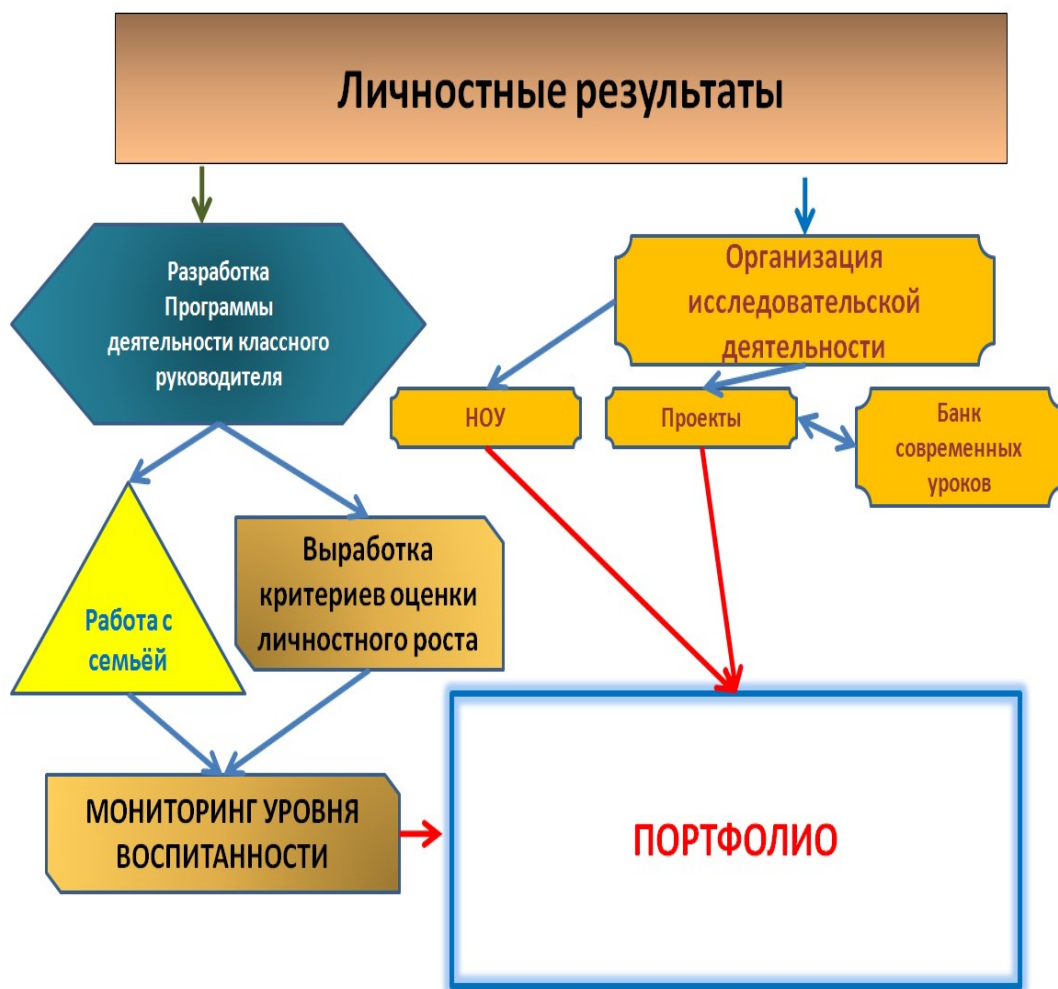 Личностные результаты
Разработка
Программы
деятельности классного
руководителя
Организация
исследовательской
деятельности
НОУ
Проекты
Банк
современных
уроков
Работа с
семьёй
Выработка
критериев оценки
личностного роста
МОНИТОРИНГ УРОВНЯ
ВОСПИТАННОСТИ
ПОРТФОЛИО